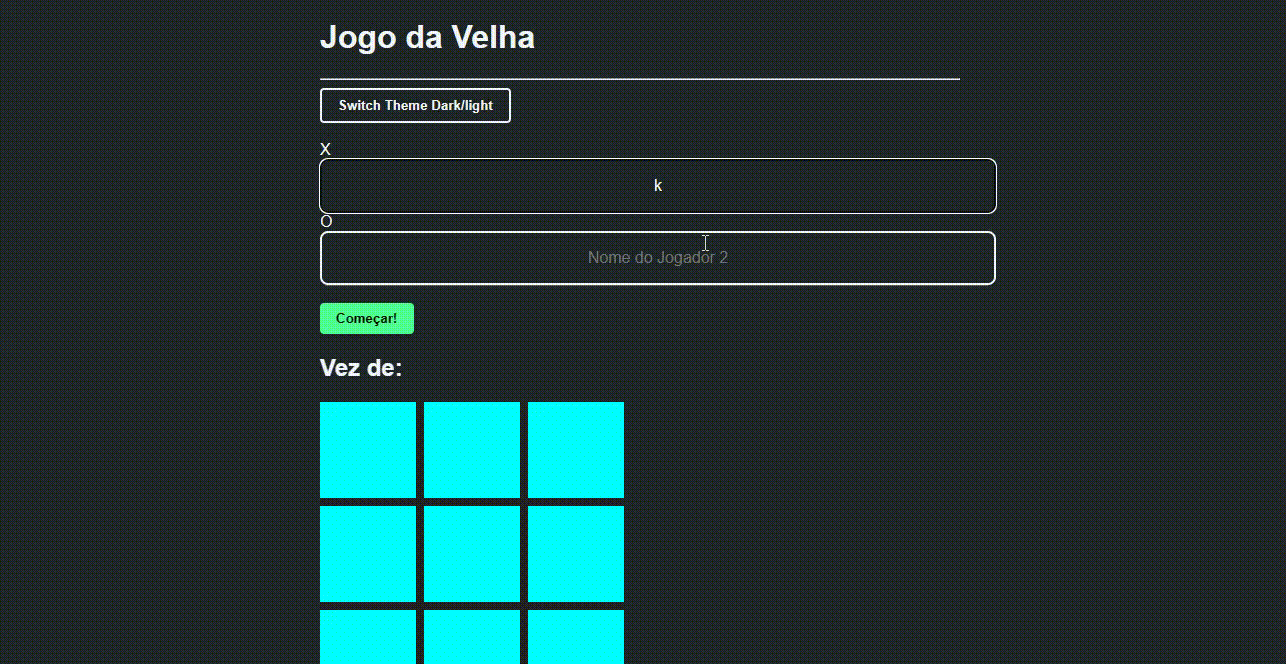 Jogo da Velha
Switch Theme Dark/light
X
k
O
Nome do Jogador 2
Começar!
Vez de: